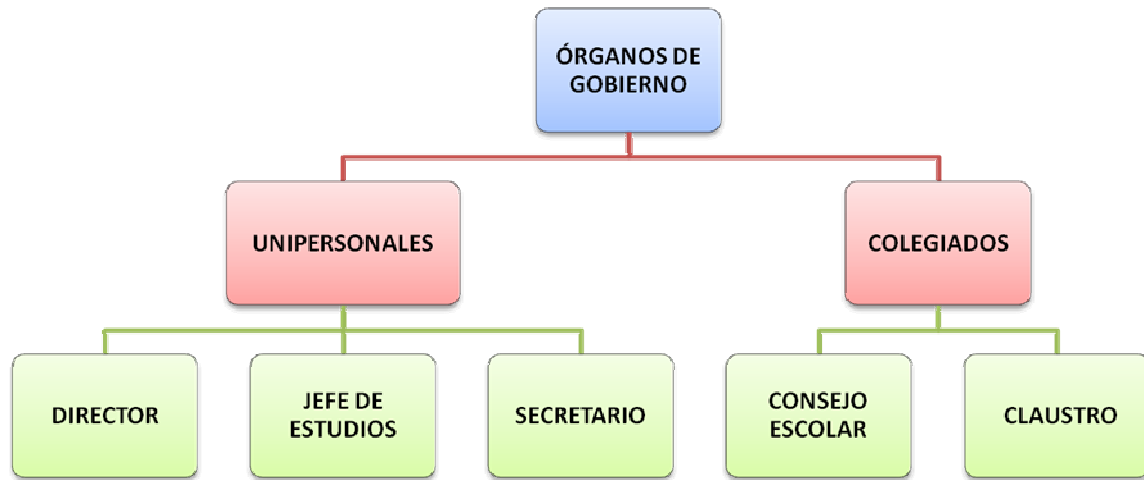 ÓRGANOS DE
GOBIERNO
UNIPERSONALES
COLEGIADOS
DIRECTOR
JEFE DE
ESTUDIOS
SECRETARIO
CONSEJO
ESCOLAR
CLAUSTRO